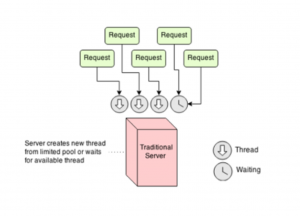 Request
Request
Request
Request
Request
Server creates new thread
from limited pool or waits
for available thread
Traditional
Server
Thread
Waiting